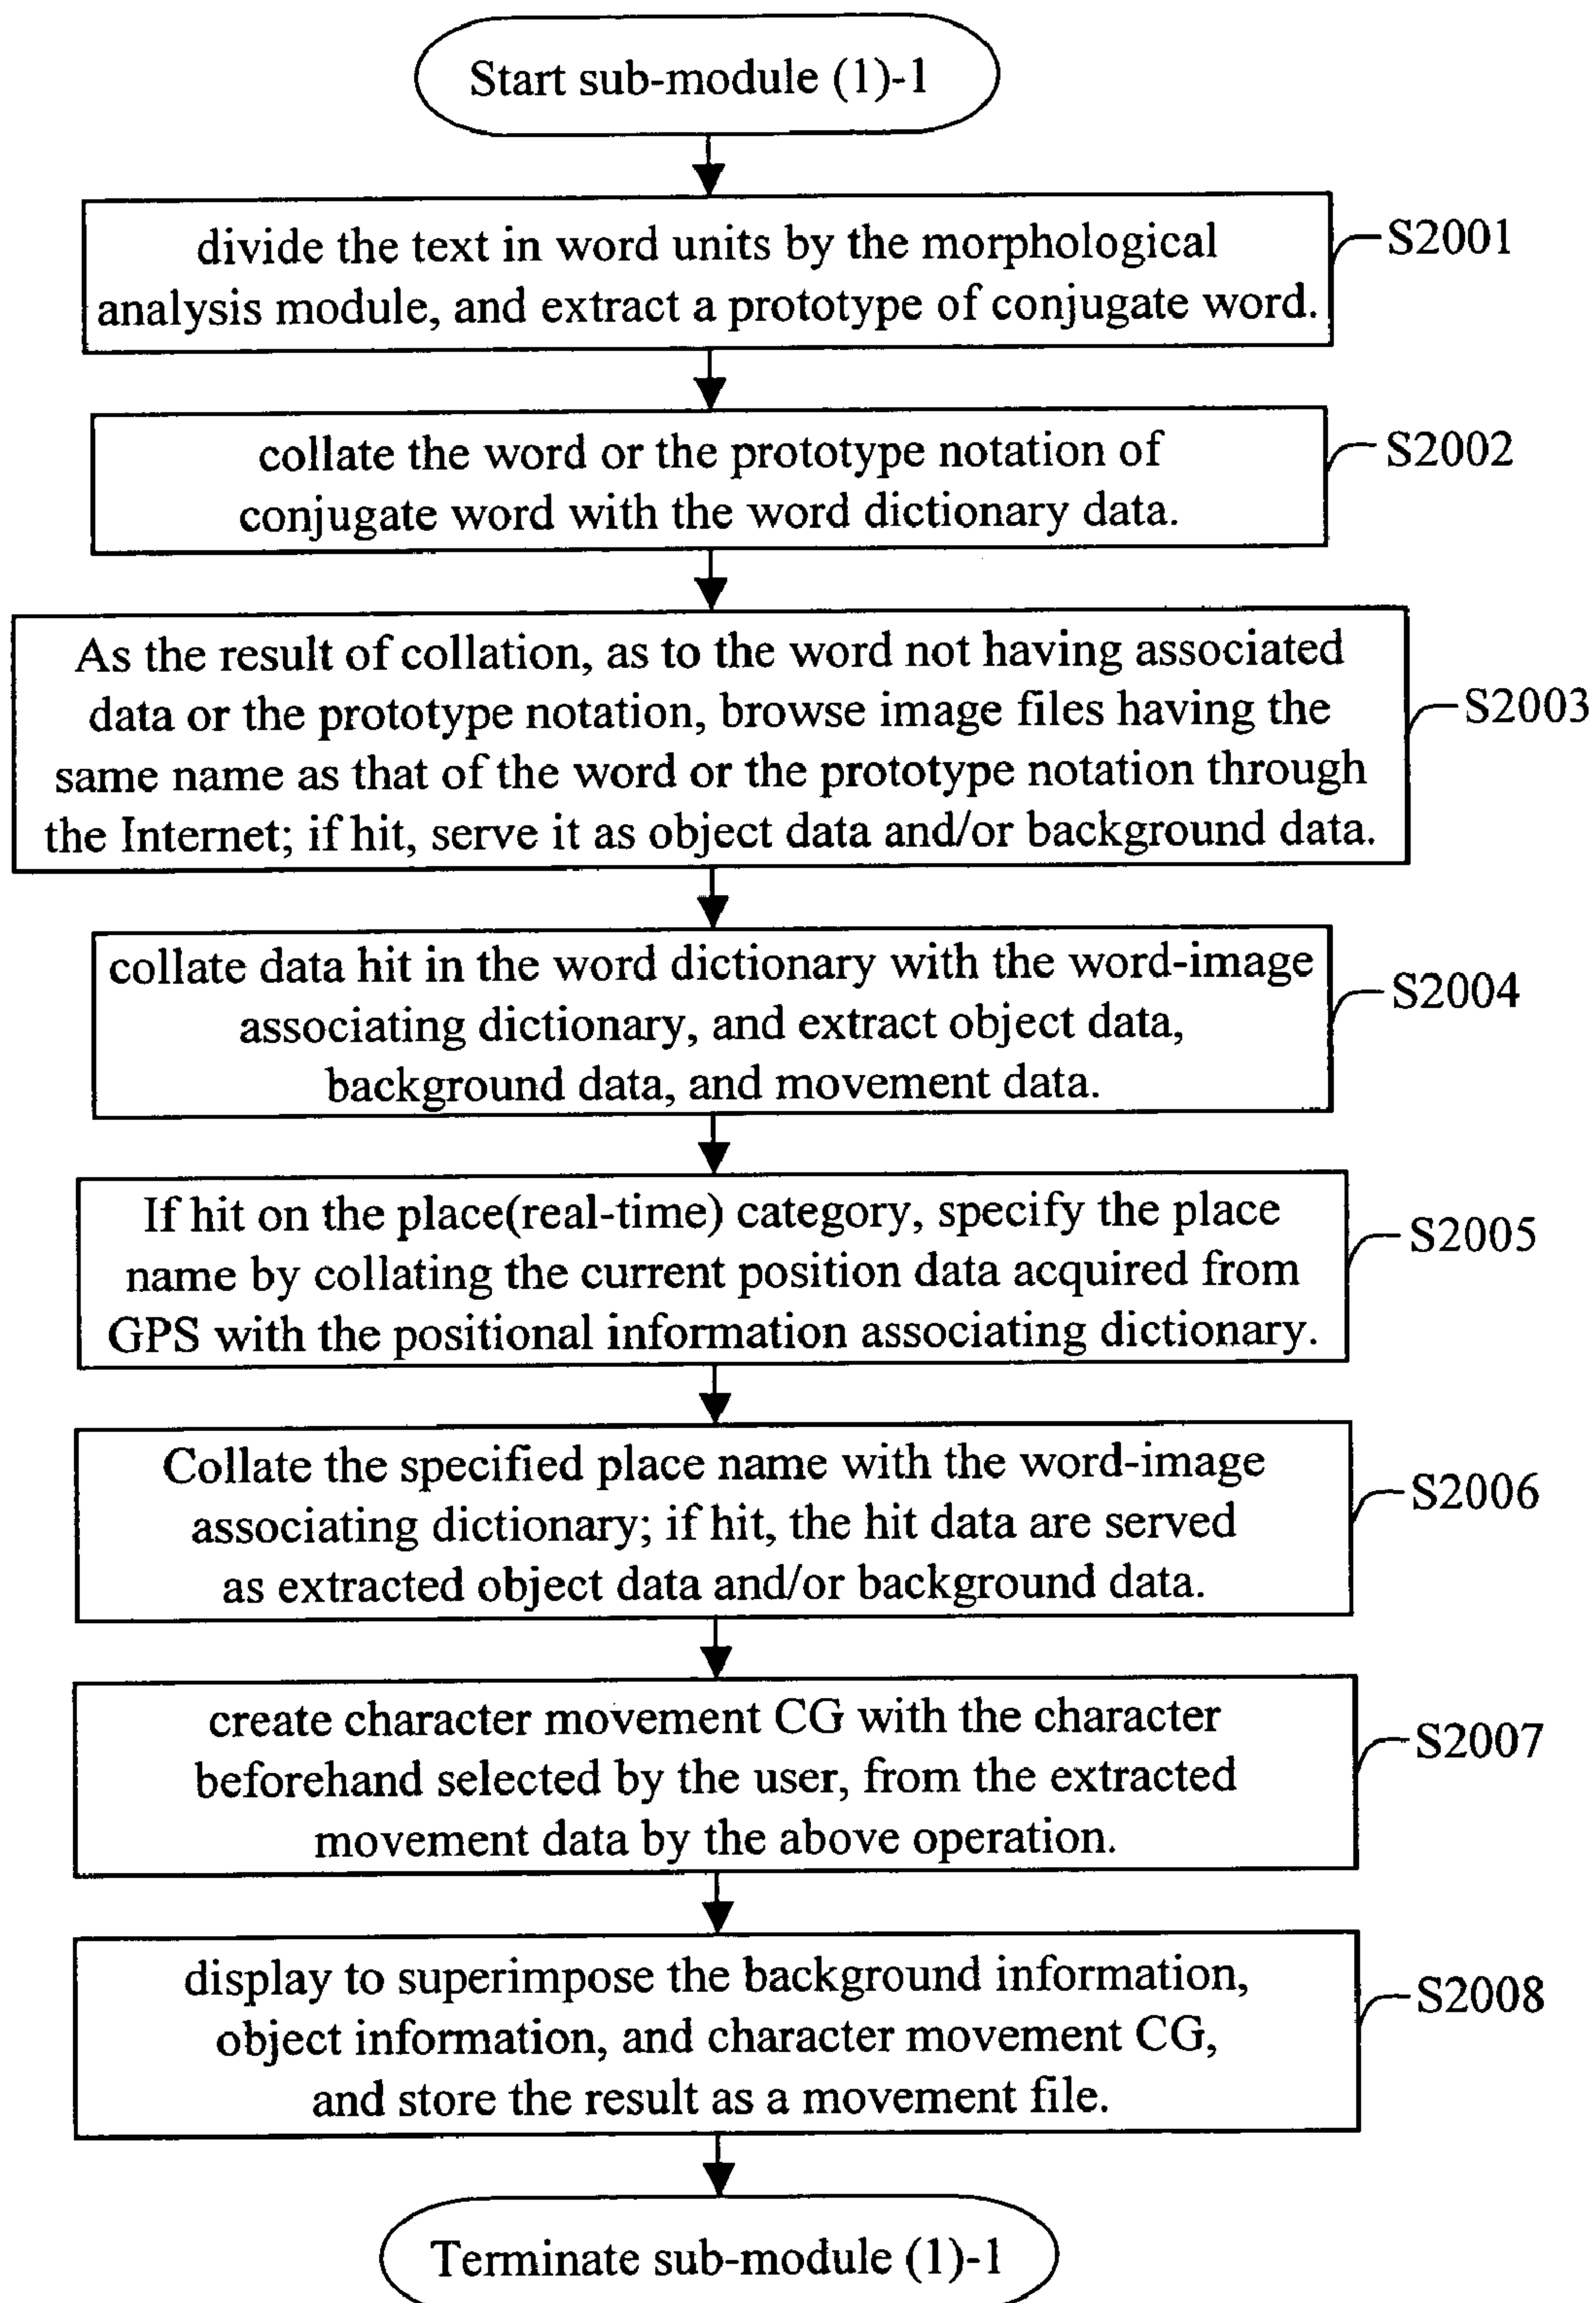 Start sub-module (1)-1
divide the text in word units by the morphological
analysis module, and extract a prototype of conjugate word.
S2001
collate the word or the prototype notation of
conjugate word with the word dictionary data.
S2002
As the result of collation, as to the word not having associated
data or the prototype notation, browse image files having the
same name as that of the word or the prototype notation through
the Internet; if hit, serve it as object data and/or background data.
S2003
collate data hit in the word dictionary with the word-image
associating dictionary, and extract object data,
background data, and movement data.
S2004
If hit on the place(real-time) category, specify the place
name by collating the current position data acquired from
GPS with the positional information associating dictionary.
S2005
Collate the specified place name with the word-image
associating dictionary; if hit, the hit data are served
as extracted object data and/or background data.
S2006
create character movement CG with the character
beforehand selected by the user, from the extracted
movement data by the above operation.
S2007
display to superimpose the background information,
object information, and character movement CG,
and store the result as a movement file.
S2008
Terminate sub-module (1)-1